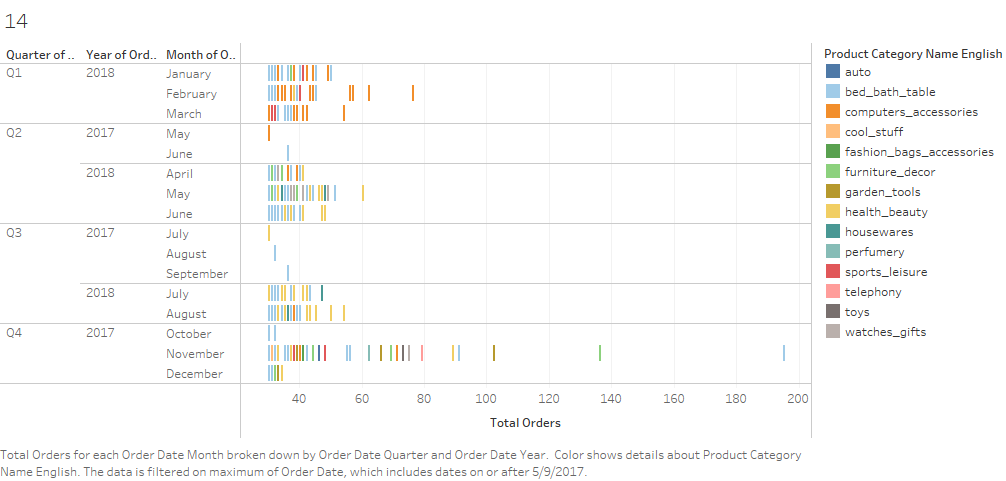 14
Quarter of .. Year of Ord.. Month of O..
Q1 2018 January
February
March
Q2 2017 May
June
2018 April
May
June
Q3 2017 July
August
September
2018 July
August
Q4 2017 October
November
December
40 60 80 100 120 140 160 180 200
Total Orders
Product Category Name English
auto
bed_bath_table
computers_accessories
cool_stuff
fashion_bags_accessories
furniture_decor
garden_tools
health_beauty
housewares
perfumery
sports_leisure
telephony
toys
watches_gifts
Total Orders for each Order Date Month broken down by Order Date Quarter and Order Date Year. Color shows details about Product Category
Name English. The data is filtered on maximum of Order Date, which includes dates on or after 5/9/2017.